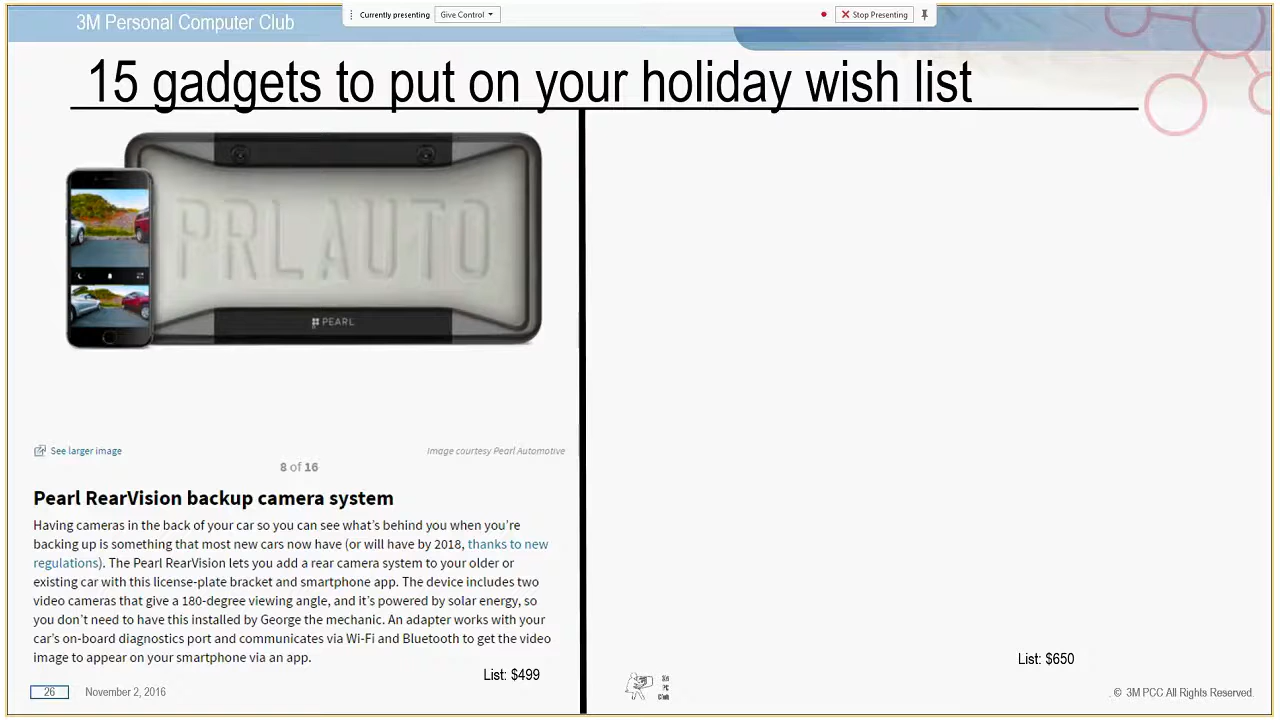 3M Personal Computer Club
Currently presenting
Give Control
Stop Presenting
15 gadgets to put on your holiday wish list
PRLAUTO
PEARL
See larger image
Image courtesy Pearl Automotive
8 of 16
Pearl RearVision backup camera system
Having cameras in the back of your car so you can see what's behind you when you're
backing up is something that most new cars now have (or will have by 2018, thanks to new
regulations). The Pearl RearVision lets you add a rear camera system to your older or
existing car with this license-plate bracket and smartphone app. The device includes two
video cameras that give a 180-degree viewing angle, and it's powered by solar energy, so
you don't need to have this installed by George the mechanic. An adapter works with your
car's on-board diagnostics port and communicates via Wi-Fi and Bluetooth to get the video
image to appear on your smartphone via an app.
List: $499
List: $650
26
November 2, 2016
3M
PC
Club
. © 3M PCC All Rights Reserved.